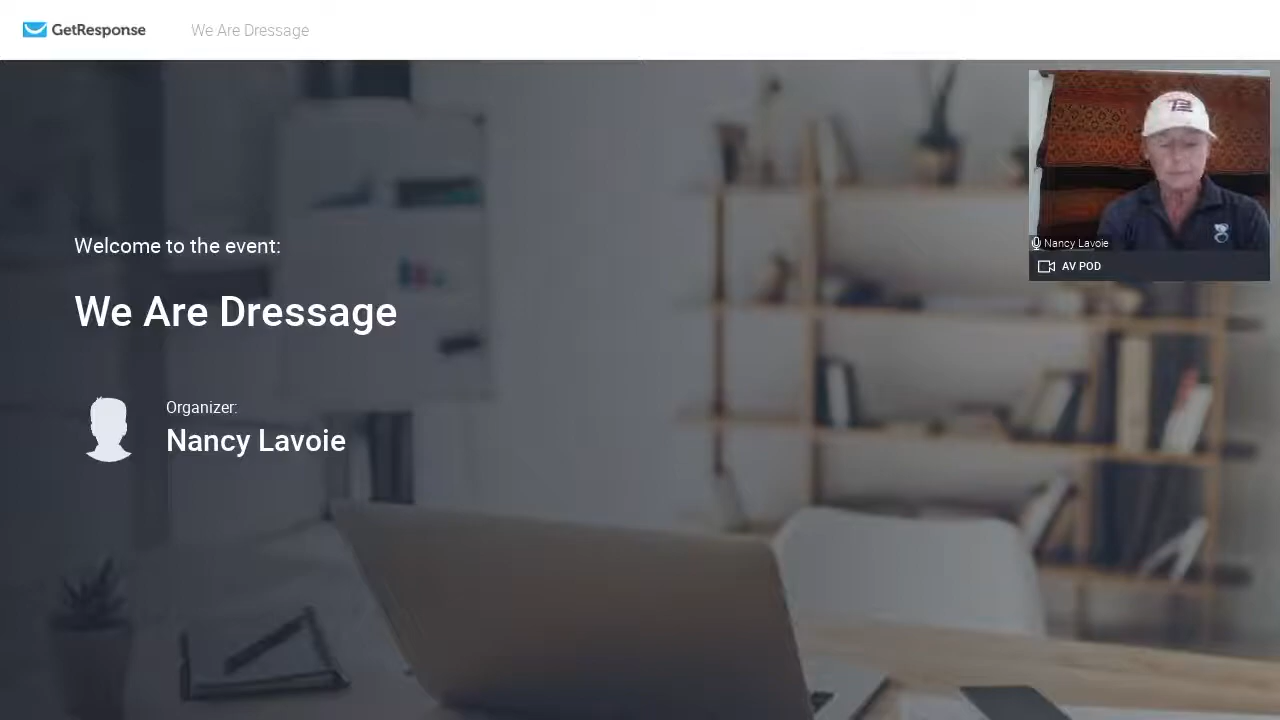 GetResponse
We Are Dressage
Welcome to the event:
We Are Dressage
Organizer:
Nancy Lavoie
Nancy Lavoie
AV POD